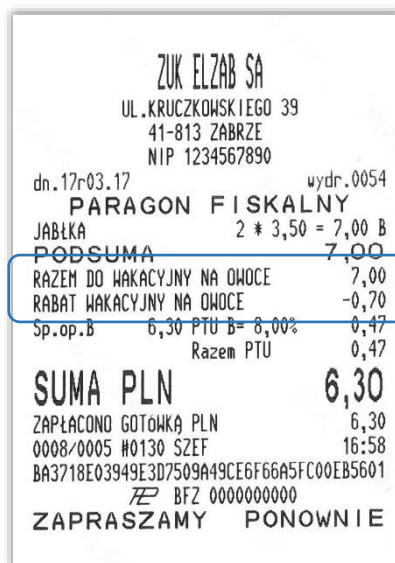 ZUK ELZAB SA
UL.KRUCZKOWSKIEGO 39
41-813 ZABRZE
NIP 1234567890
dn.17r03.17 wydr.0054
PARAGON FISKALNY
JABŁKA 2 * 3,50 = 7,00 B
PODSUMA 7,00
RAZEM DO WAKACYJNY NA OWOCE 7,00
RABAT WAKACYJNY NA OWOCE -0,70
Sp.op.B 6,30 PTU B= 8,00% 0,47
Razem PTU 0,47
SUMA PLN 6,30
ZAPŁACONO GOTÓWKĄ PLN 6,30
0008/0005 #0130 SZEF 16:58
BA3718E03949E3D7509A49CE6F66A5FC00EB5601
BFZ 0000000000
ZAPRASZAMY PONOWNIE